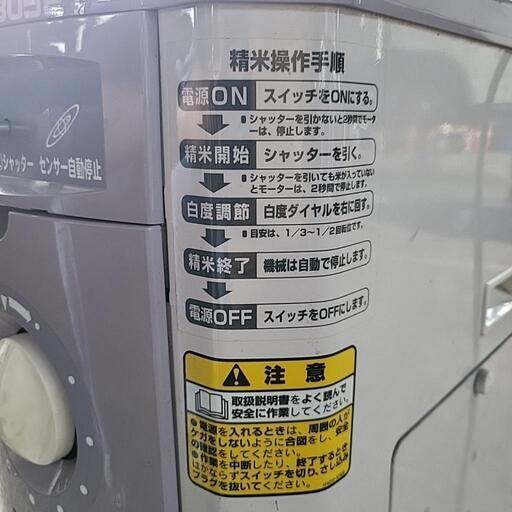 精米操作手順
電源ON スイッチをONにする。
●シャッターを引かないと2秒間でモーターは、停止します。
精米開始 シャッターを引く。
●シャッターを引いても米が入っていないとモーターは、2秒間で停止します。
白度調節 白度ダイヤルを右に回す。
●目安は、1/3~1/2回転位です。
精米終了 機械は自動で停止します。
電源OFF スイッチをOFFにします。
シャッター センサー自動停止
注意
取扱説明書をよく読んで
安全に作業してください。
●電源を入れるときは、周囲の人が
ケガをしないように合図をし、安全
の確認をしてください。
●作業を中断したり、終了するとき
はかならずスイッチを切り、さし込み
プラグを抜いてください。